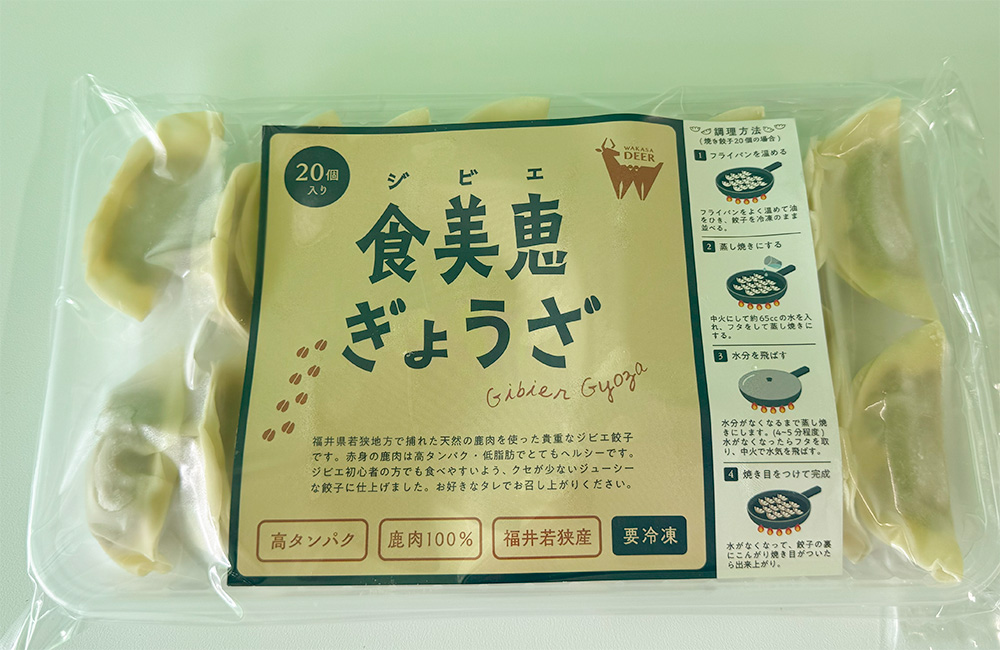 20個
入り
WAKASA
DEER
ジビエ
食美恵
ぎょうざ
Gibier Gyoza
福井県若狭地方で捕れた天然の鹿肉を使った貴重なジビエ餃子
です。赤身の鹿肉は高タンパク・低脂肪でとてもヘルシーです。
ジビエ初心者の方でも食べやすいよう、クセが少ないジューシー
な餃子に仕上げました。お好きなタレでお召し上がりください。
高タンパク
鹿肉100%
福井若狭産
要冷凍
調理方法
(焼き餃子20個の場合)
1 フライパンを温める
フライパンをよく温めて油
をひき、餃子を冷凍のまま
並べる。
2 蒸し焼きにする
中火にして約65ccの水を入
れ、フタをして蒸し焼きに
する。
3 水分を飛ばす
水分がなくなるまで蒸し焼
きにします。(4~5分程度)
水がなくなったらフタを取
り、中火で水気を飛ばす。
4 焼き目をつけて完成
水がなくなって、餃子の裏
にこんがり焼き目がついた
ら出来上がり。